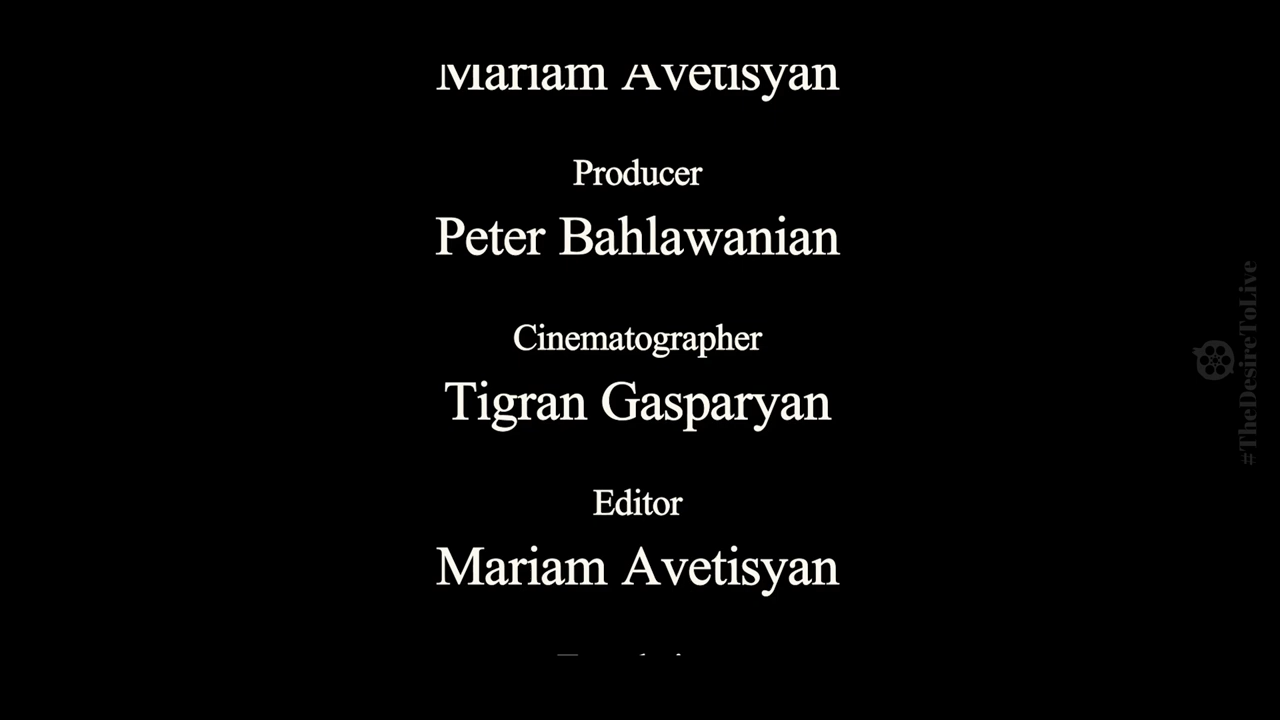 Mariam Avetisyan
Producer
Peter Bahlawanian
Cinematographer
Tigran Gasparyan
Editor
Mariam Avetisyan
#TheDesireToLive